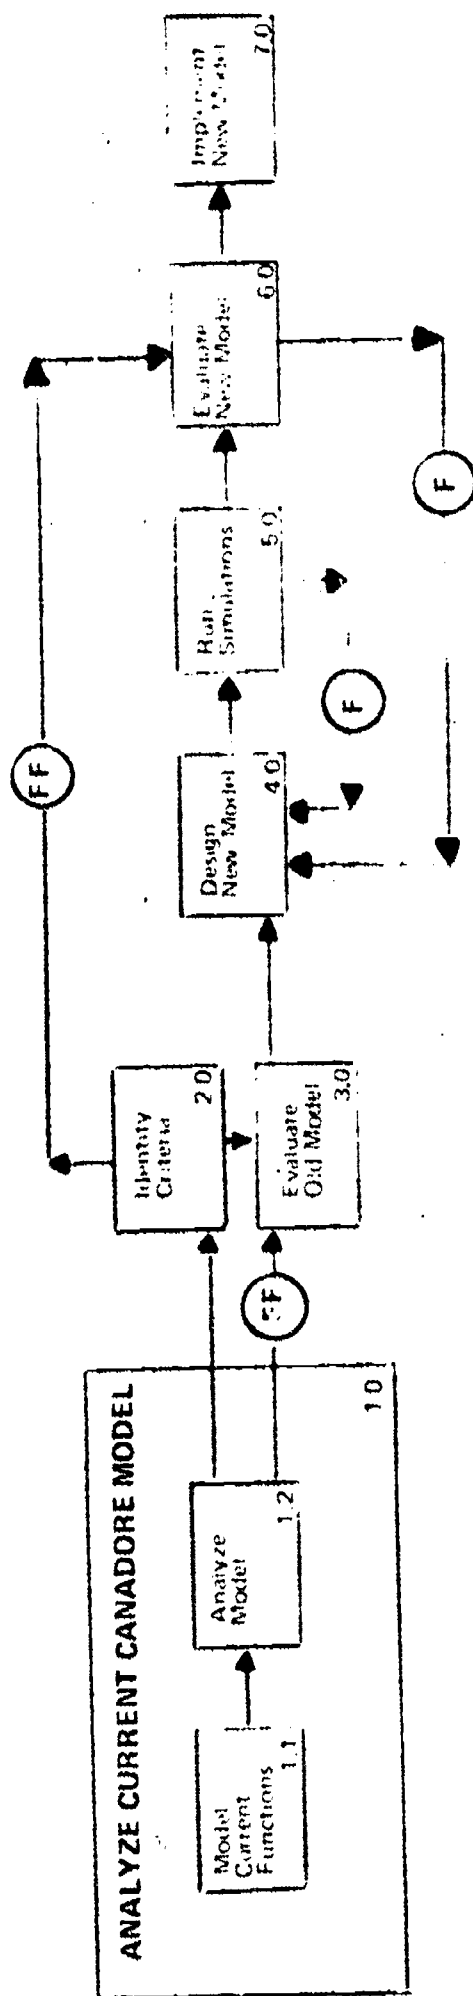 ANALYZE CURRENT CANADORE MODEL
Model
Current
Functions
1.1
Analyze
Model
1.2
1.0
Identify
Criteria
2.0
FF
Evaluate
Old Model
3.0
FF
Design
New Model
4.0
F
Run
Simulations
5.0
Evaluate
New Model
6.0
F
Implement
New Model
7.0